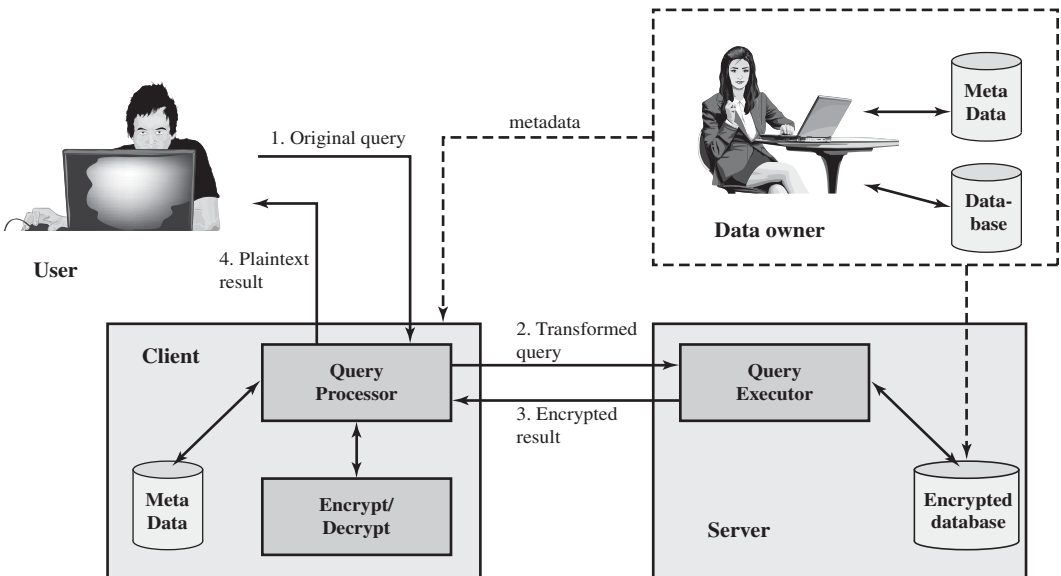 Meta
Data
metadata
1. Original query
Data-
base
Data owner
User
4. Plaintext
result
Client
Query
Processor
2. Transformed
query
3. Encrypted
result
Query
Executor
Meta
Data
Encrypt/
Decrypt
Server
Encrypted
database